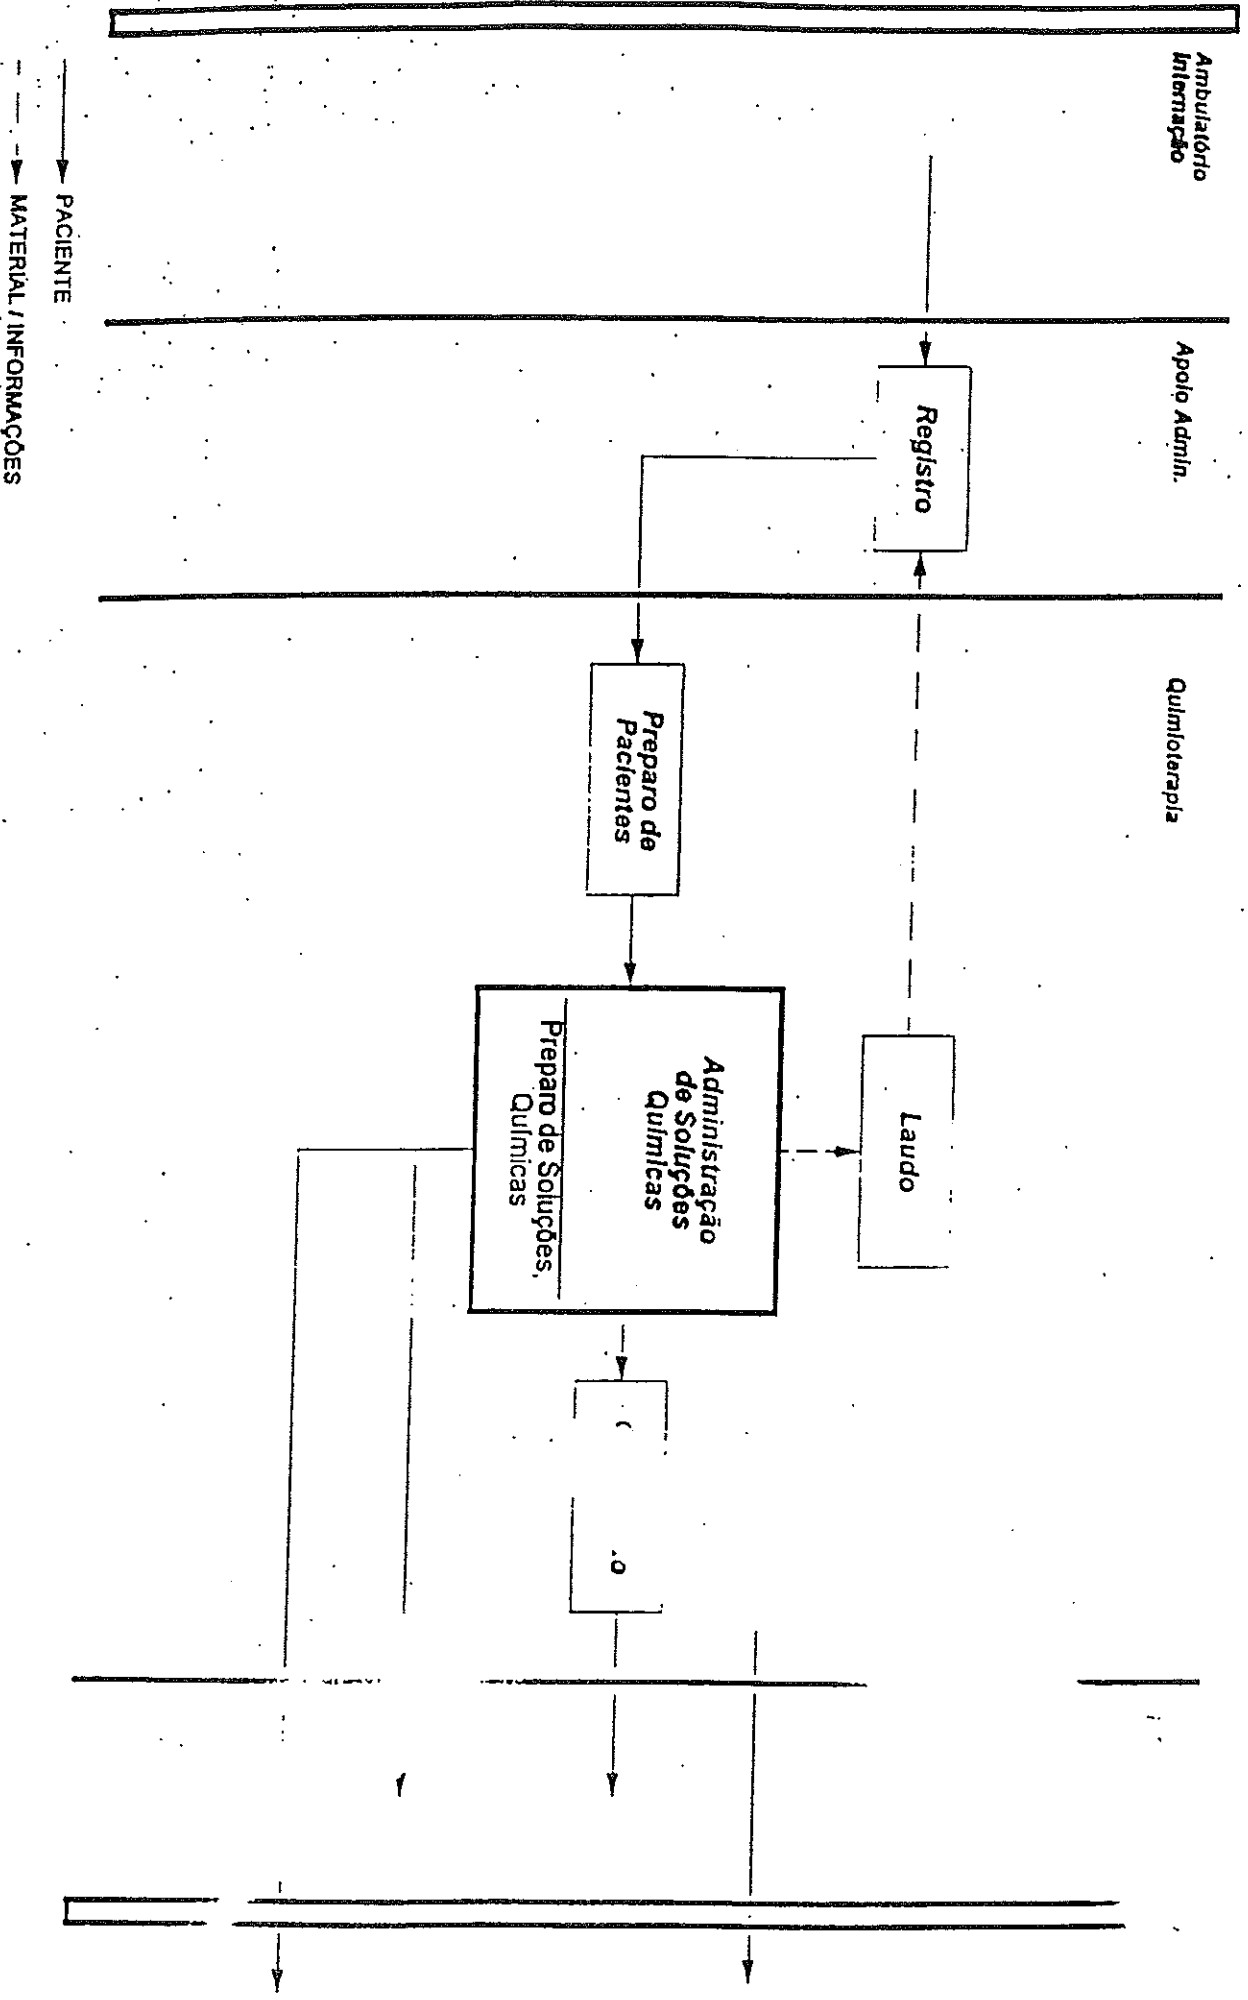 Ambulatório
Internação
Apoio Admin.
Quimioterapia
Registro
Laudo
Preparo de
Pacientes
Administração
de Soluções
Químicas
Preparo de Soluções,
Químicas
PACIENTE
MATERIAL / INFORMAÇÕES